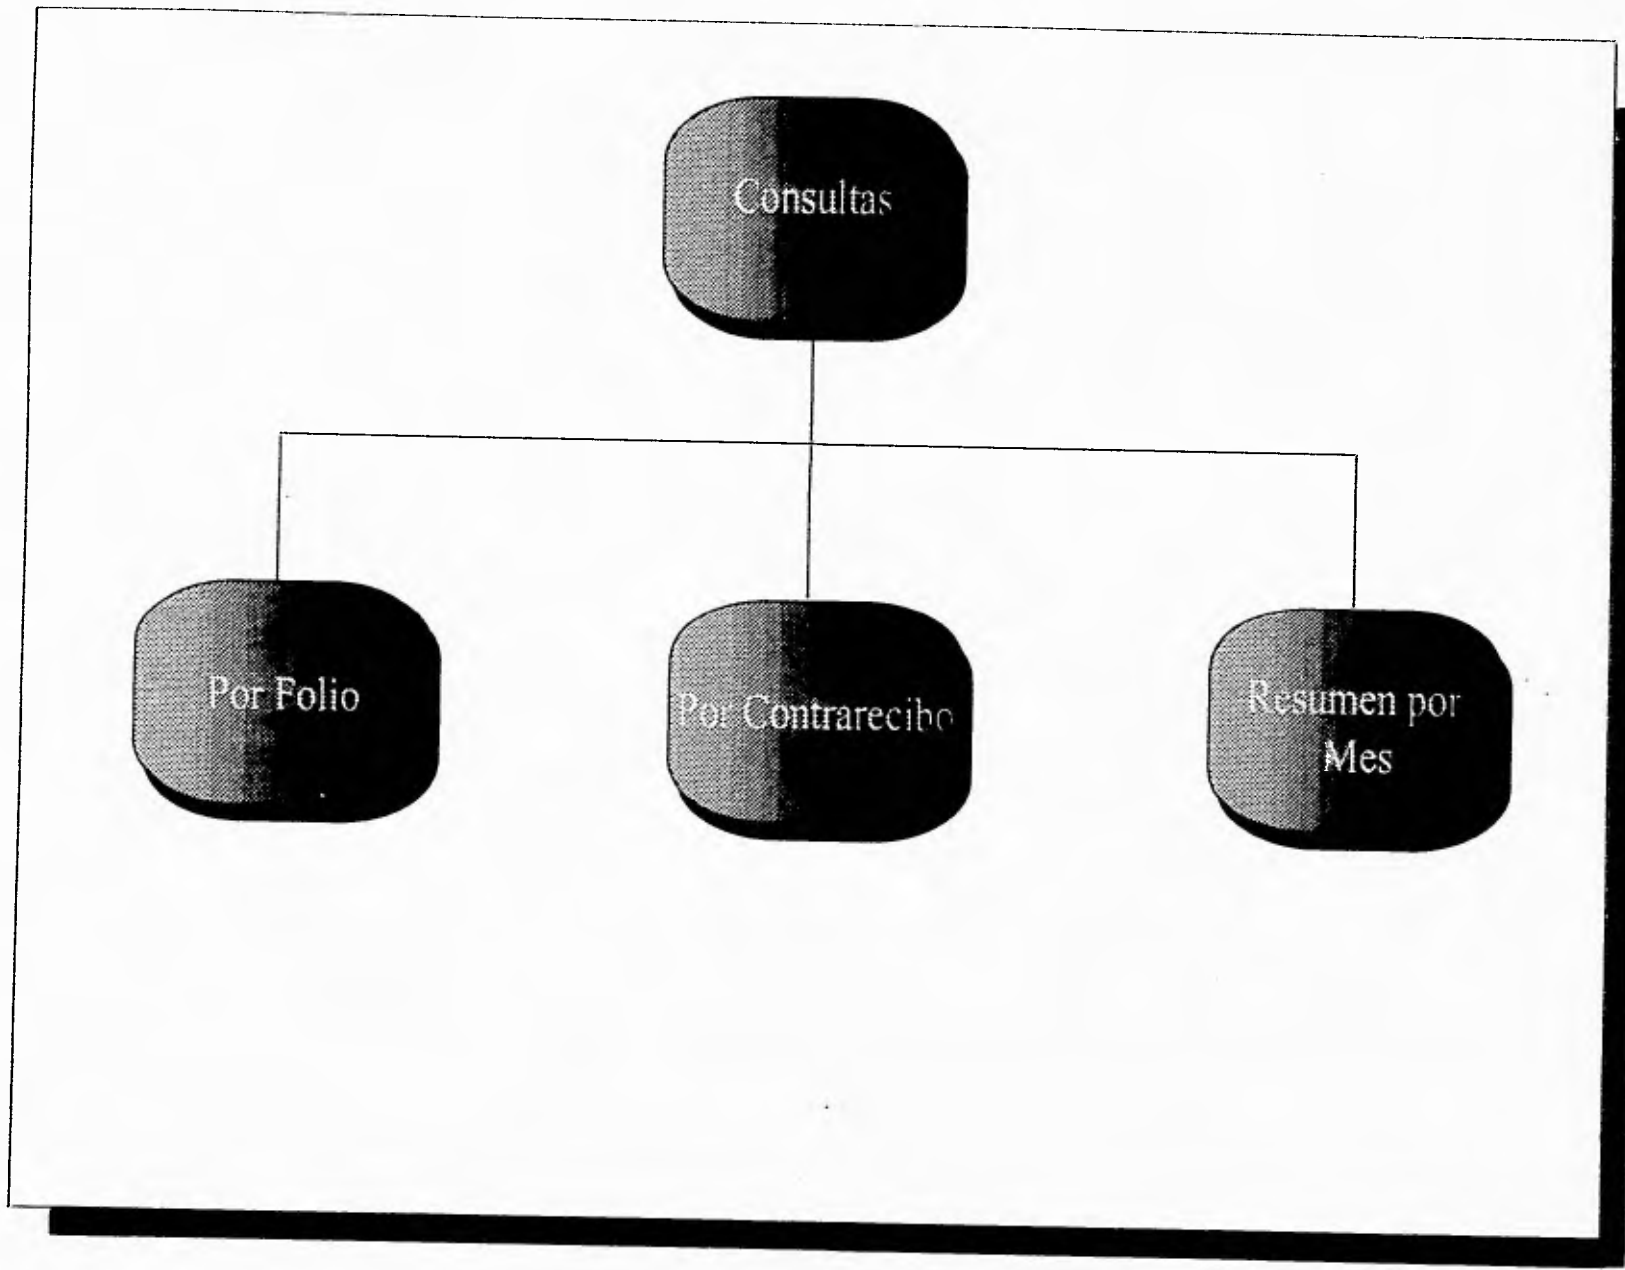 Consultas
Por Folio
Por Contrarecibo
Resumen por
Mes